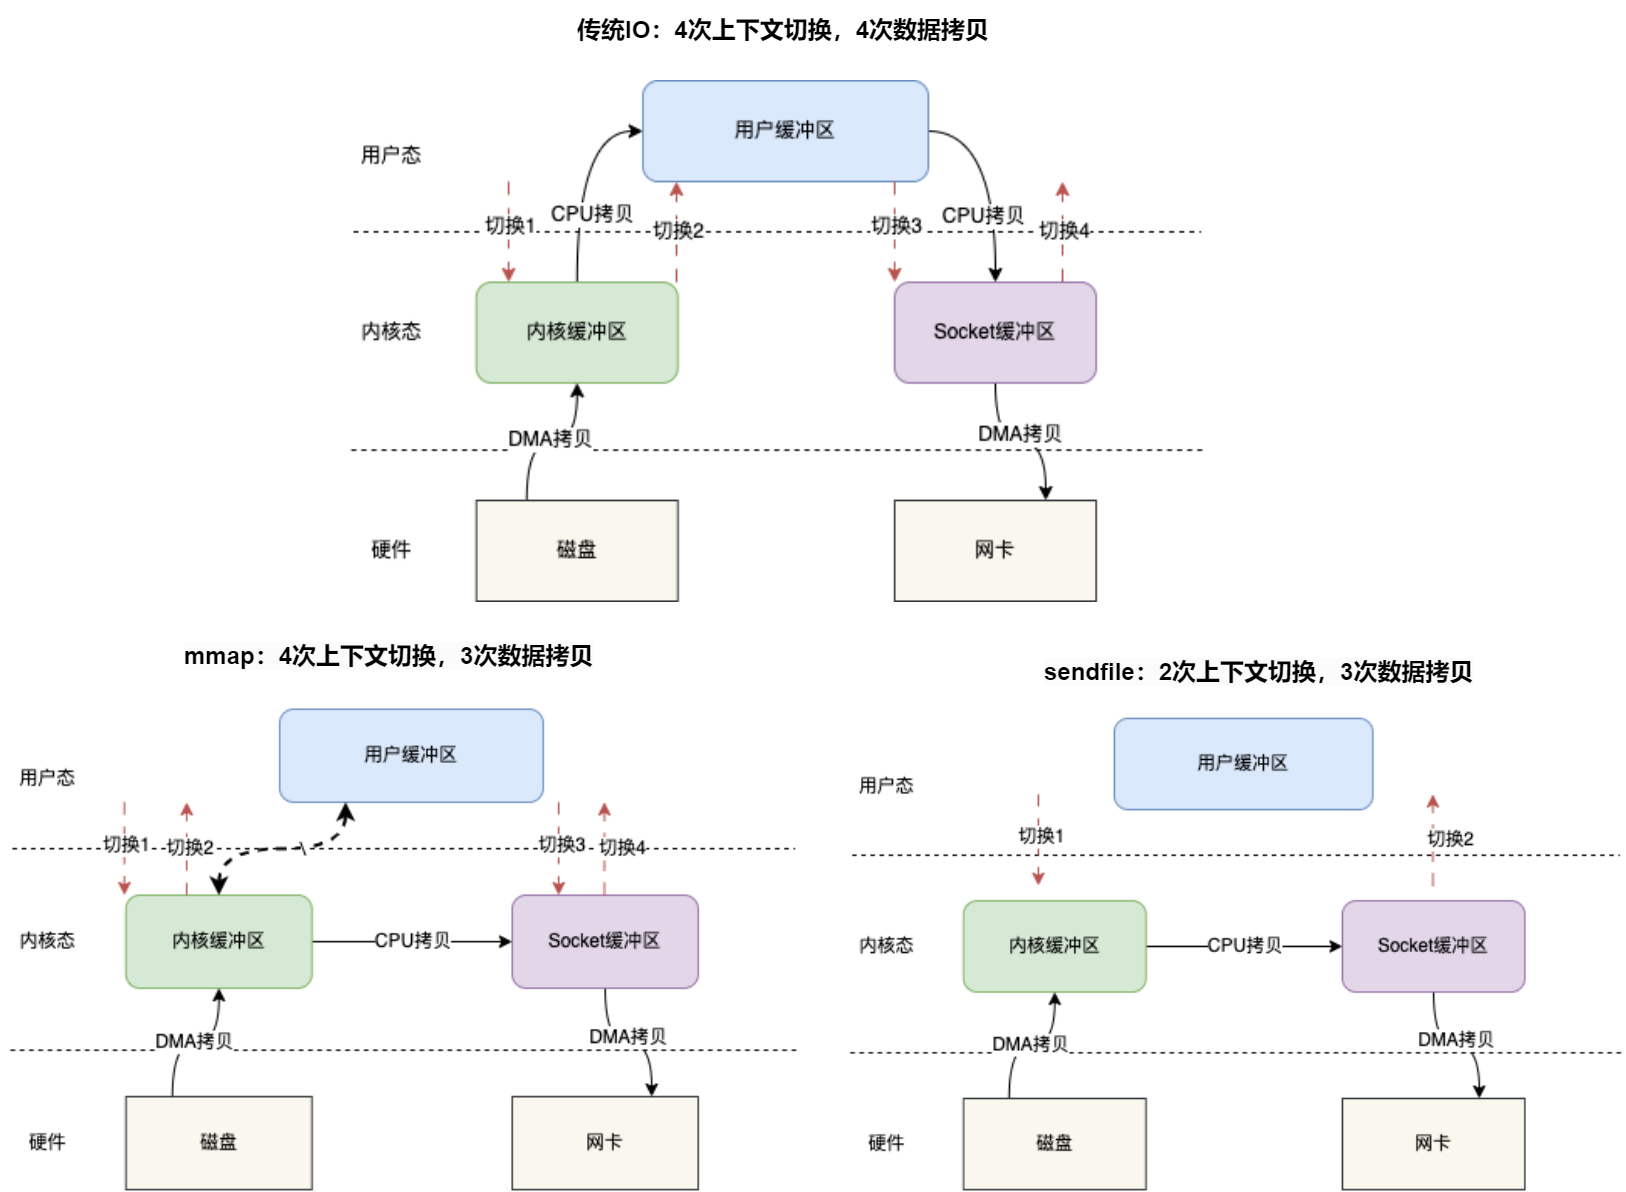 传统IO：4次上下文切换，4次数据拷贝
用户缓冲区
用户态
CPU拷贝
CPU拷贝
切换1
切换2
切换3
切换4
内核态
内核缓冲区
Socket缓冲区
DMA拷贝
DMA拷贝
硬件
磁盘
网卡
mmap：4次上下文切换，3次数据拷贝
用户缓冲区
用户态
切换1
切换2
切换3
切换4
内核态
内核缓冲区
CPU拷贝
Socket缓冲区
DMA拷贝
DMA拷贝
硬件
磁盘
网卡
sendfile：2次上下文切换，3次数据拷贝
用户缓冲区
用户态
切换1
切换2
内核态
内核缓冲区
CPU拷贝
Socket缓冲区
DMA拷贝
DMA拷贝
硬件
磁盘
网卡